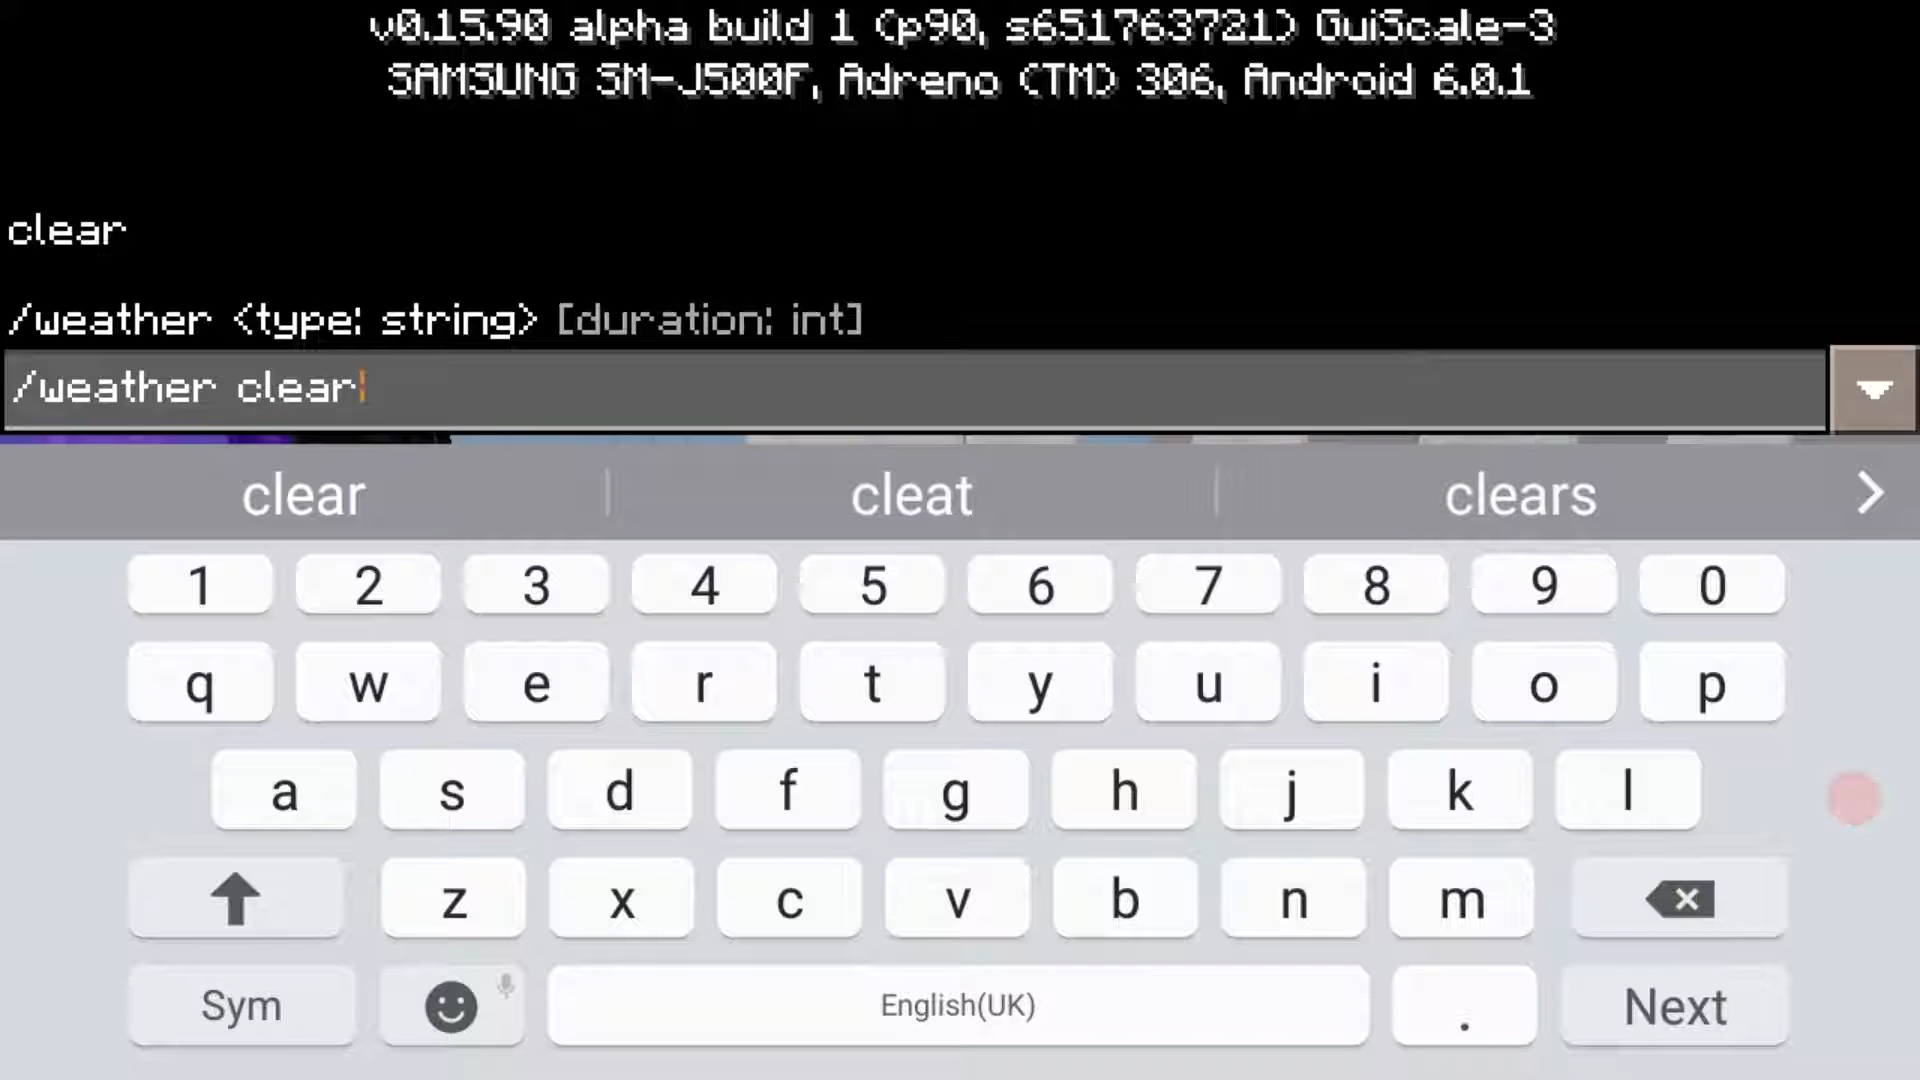 v0.15.90 alpha build 1 (p90, s651763721) GuiScale-3
SAMSUNG SM-J500F, Adreno (TM) 306, Android 6.0.1
clear
/weather <type: string> [duration: int]
/weather clear
clear cleat clears
1 2 3 4 5 6 7 8 9 0
q w e r t y u i o p
a s d f g h j k l
z x c v b n m
Sym English(UK) . Next